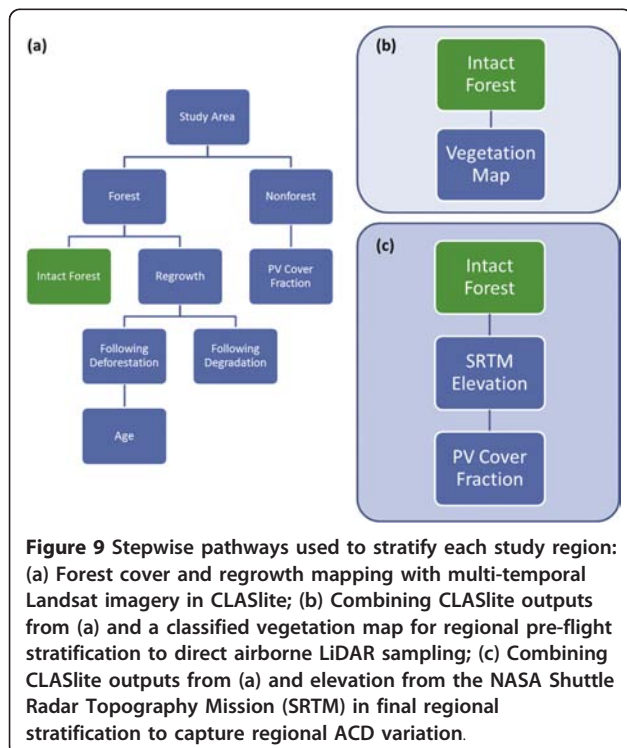 (a)
Study Area
Forest
Nonforest
Intact Forest
Regrowth
PV Cover
Fraction
Following
Deforestation
Following
Degradation
Age
(b)
Intact
Forest
Vegetation
Map
(c)
Intact
Forest
SRTM
Elevation
PV Cover
Fraction
Figure 9 Stepwise pathways used to stratify each study region:
(a) Forest cover and regrowth mapping with multi-temporal
Landsat imagery in CLASlite; (b) Combining CLASlite outputs
from (a) and a classified vegetation map for regional pre-flight
stratification to direct airborne LiDAR sampling; (c) Combining
CLASlite outputs from (a) and elevation from the NASA Shuttle
Radar Topography Mission (SRTM) in final regional
stratification to capture regional ACD variation.